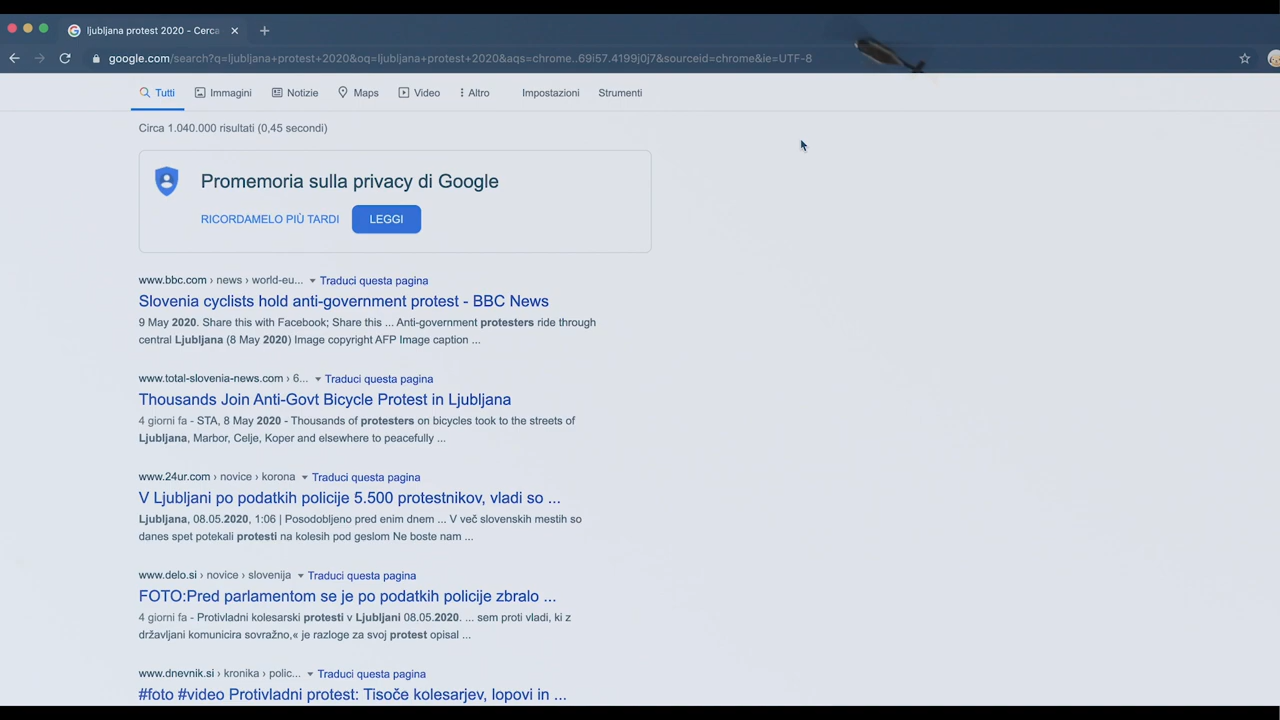 ljubljana protest 2020 - Cerca
google.com/search?q=ljubljana+protest+2020&oq=ljubljana+protest+2020&aqs=chrome..69i57.4199j0j7&sourceid=chrome&ie=UTF-8
Tutti Immagini Notizie Maps Video Altro Impostazioni Strumenti
Circa 1.040.000 risultati (0,45 secondi)
Promemoria sulla privacy di Google
RICORDAMELO PIÙ TARDI LEGGI
www.bbc.com › news › world-eu... Traduci questa pagina
Slovenia cyclists hold anti-government protest - BBC News
9 May 2020. Share this with Facebook; Share this ... Anti-government protesters ride through
central Ljubljana (8 May 2020) Image copyright AFP Image caption ...
www.total-slovenia-news.com › 6... Traduci questa pagina
Thousands Join Anti-Govt Bicycle Protest in Ljubljana
4 giorni fa - STA, 8 May 2020 - Thousands of protesters on bicycles took to the streets of
Ljubljana, Marbor, Celje, Koper and elsewhere to peacefully ...
www.24ur.com › novice › korona Traduci questa pagina
V Ljubljani po podatkih policije 5.500 protestnikov, vladi so ...
Ljubljana, 08.05.2020, 1:06 | Posodobljeno pred enim dnem ... V več slovenskih mestih so
danes spet potekali protesti na kolesih pod geslom Ne boste nam ...
www.delo.si › novice › slovenija Traduci questa pagina
FOTO:Pred parlamentom se je po podatkih policije zbralo ...
4 giorni fa - Protivladni kolesarski protesti v Ljubljani 08.05.2020. ... sem proti vladi, ki z
državljani komunicira sovražno,« je razloge za svoj protest opisal ...
www.dnevnik.si › kronika › polic... Traduci questa pagina
#foto #video Protivladni protest: Tisoče kolesarjev, lopovi in ...